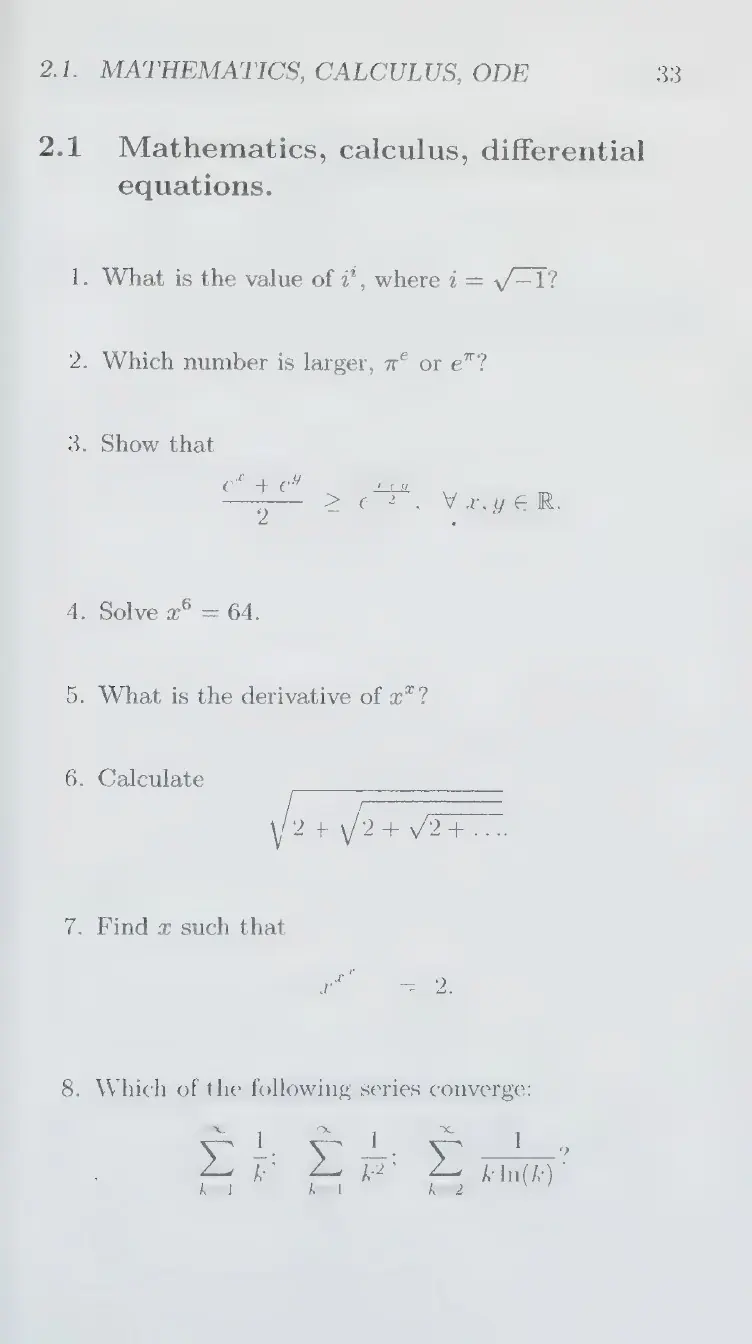 2.1. MATHEMATICS, CALCULUS, ODE 33
2.1 Mathematics, calculus, differential
equations.
1. What is the value of i^i, where i = √−1?
2. Which number is larger, π^e or e^π?
3. Show that
(e^x + e^y)/2 ≥ e^((x+y)/2), ∀ x, y ∈ ℝ.
4. Solve x^6 = 64.
5. What is the derivative of x^x?
6. Calculate
√(2 + √(2 + √(2 + ....
7. Find x such that
x^x^x = 2.
8. Which of the following series converge:
∑_{k=1}^∞ 1/k; ∑_{k=1}^∞ 1/k^2; ∑_{k=2}^∞ 1/(k ln(k))?